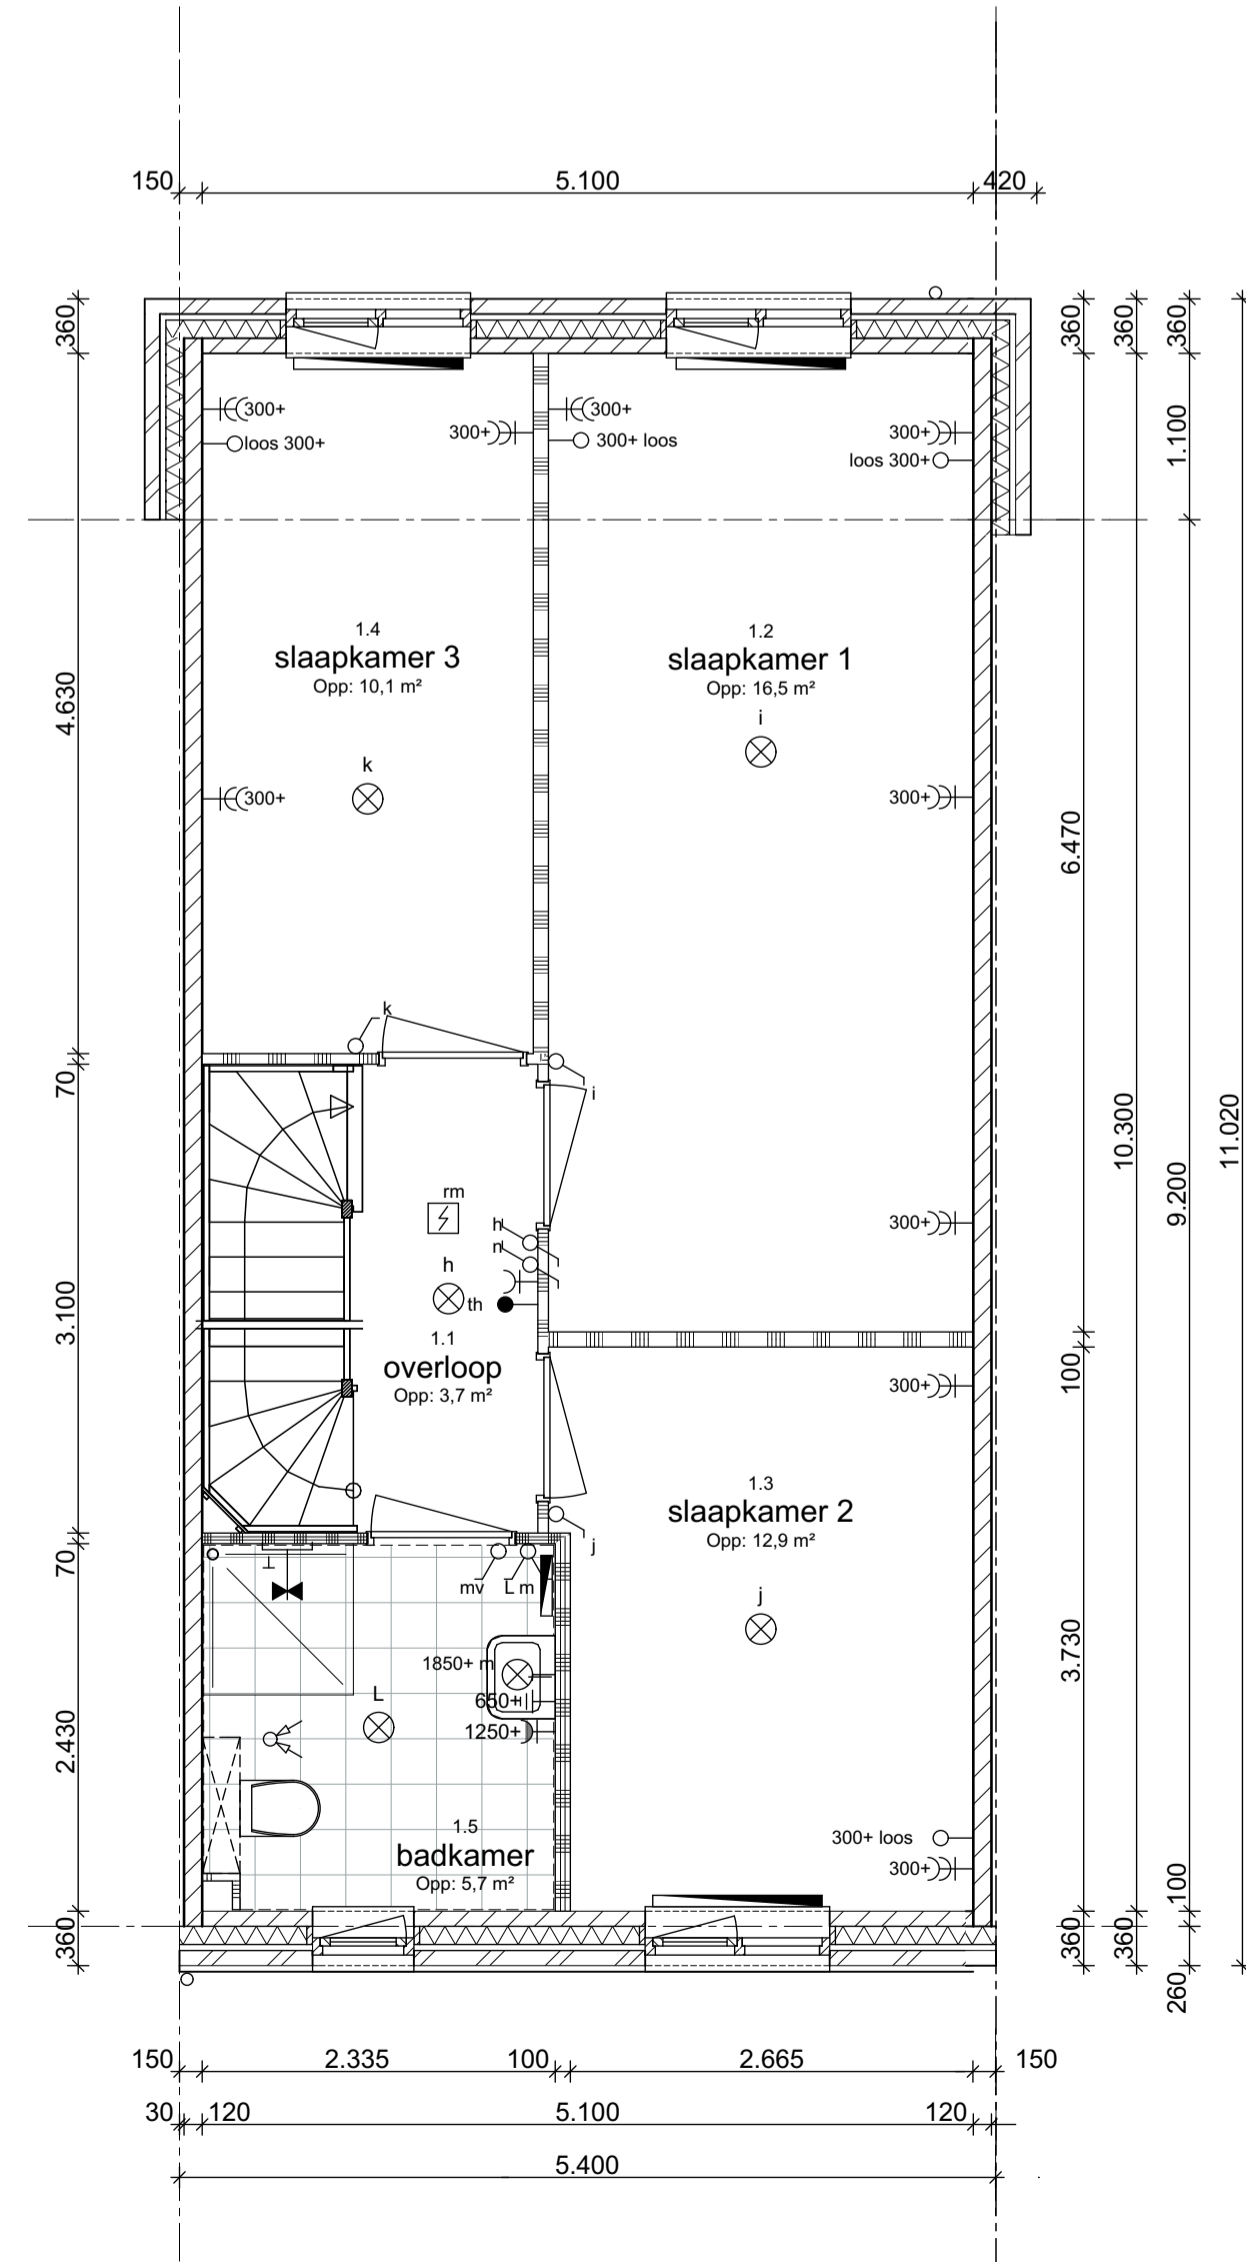 150 5.100 420
360 360 360 360
300+ 300+ 300+ 300+
loos 300+ 300+ loos loos 300+
1.100
1.4 1.2
slaapkamer 3 slaapkamer 1
Opp: 10,1 m² Opp: 16,5 m²
4.630
i
k
300+ 300+
6.470
k
70
i
10.300
11.020
9.200
rm
h
300+
n
h
th
3.100
1.1
overloop
Opp: 3,7 m²
100
300+
1.3
slaapkamer 2
Opp: 12,9 m²
j
70
mv L m
j
3.730
1850+ m
L
650+
1250+
2.430
1.5
badkamer
Opp: 5,7 m²
300+ loos
300+
100
360 360 360
260
150 2.335 100 2.665 150
30 120 5.100 120
5.400